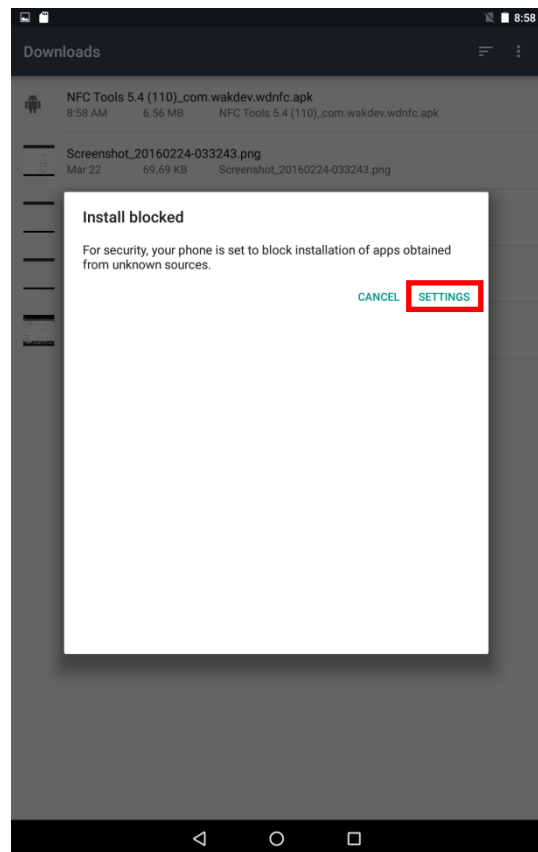 8:58
Downloads
NFC Tools 5.4 (110)_com.wakdev.wdnfc.apk
8:58 AM 6.56 MB NFC Tools 5.4 (110)_com.wakdev.wdnfc.apk
Screenshot_20160224-033243.png
Mar 22 69.69 KB Screenshot_20160224-033243.png
Install blocked
For security, your phone is set to block installation of apps obtained
from unknown sources.
CANCEL SETTINGS